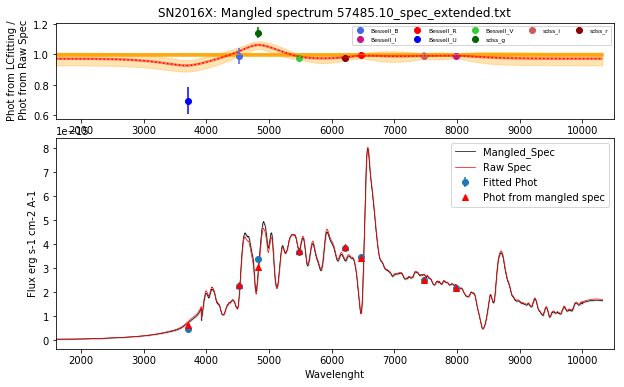 SN2016X: Mangled spectrum 57485.10_spec_extended.txt
Phot from LCfitting /
Phot from Raw Spec
1.2
1.0
0.8
0.6
Bessell_B
Bessell_I
Bessell_R
Bessell_U
Bessell_V
sdss_g
sdss_i
sdss_r
2000 3000 4000 5000 6000 7000 8000 9000 10000
Flux erg s-1 cm-2 A-1
8
7
6
5
4
3
2
1
0
Mangled_Spec
Raw Spec
Fitted Phot
Phot from mangled spec
2000 3000 4000 5000 6000 7000 8000 9000 10000
Wavelenght